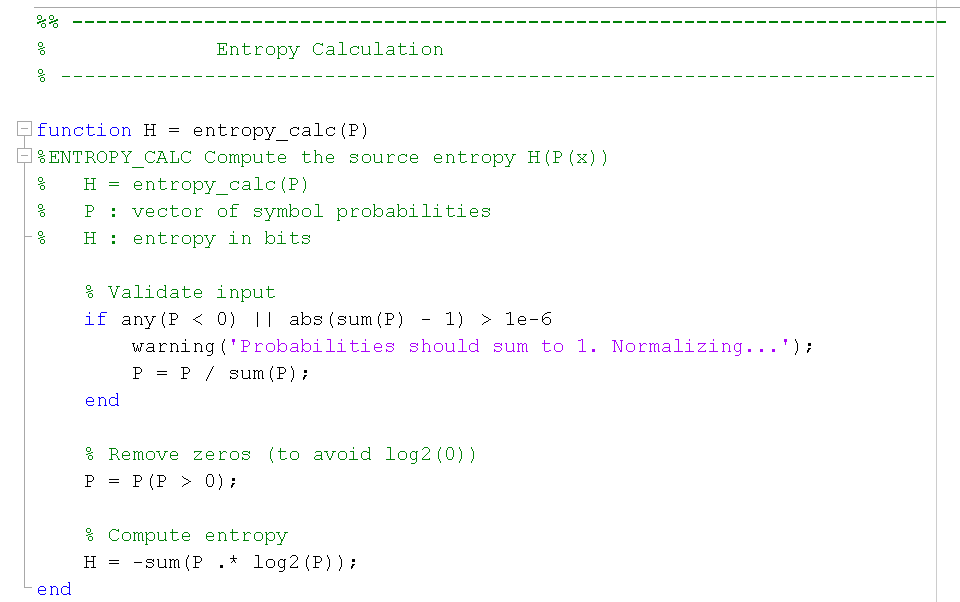 %% -------------------------------------------------------------------------
%              Entropy Calculation
% -------------------------------------------------------------------------
function H = entropy_calc(P)
%ENTROPY_CALC Compute the source entropy H(P(x))
%   H = entropy_calc(P)
%   P : vector of symbol probabilities
%   H : entropy in bits
    % Validate input
    if any(P < 0) || abs(sum(P) - 1) > 1e-6
        warning('Probabilities should sum to 1. Normalizing...');
        P = P / sum(P);
    end
    % Remove zeros (to avoid log2(0))
    P = P(P > 0);
    % Compute entropy
    H = -sum(P .* log2(P));
end